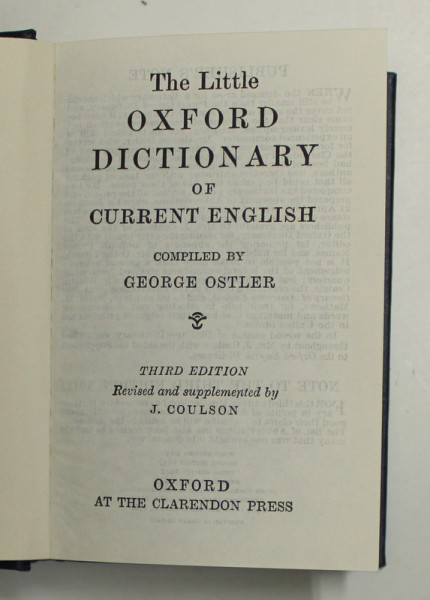 The Little
OXFORD
DICTIONARY
OF
CURRENT ENGLISH
COMPILED BY
GEORGE OSTLER
THIRD EDITION
Revised and supplemented by
J. COULSON
OXFORD
AT THE CLARENDON PRESS